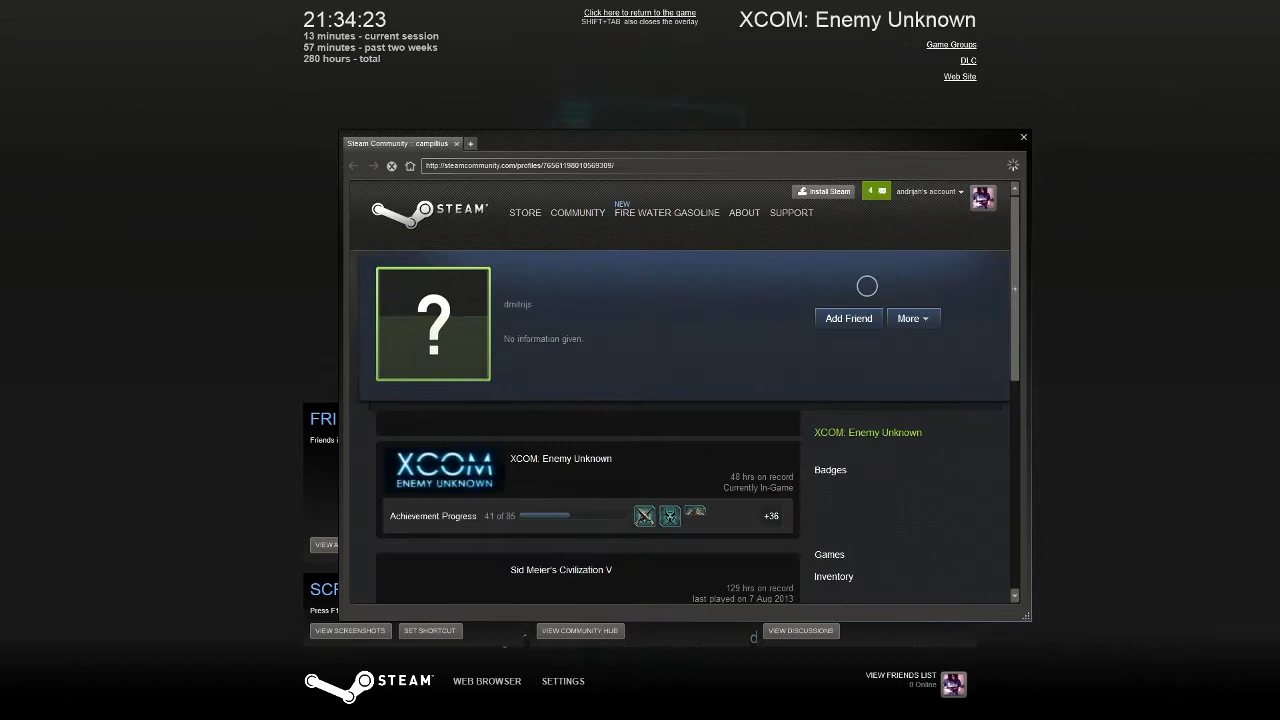 21:34:23
13 minutes - current session
57 minutes - past two weeks
280 hours - total
Click here to return to the game
SHIFT+TAB also closes the overlay
XCOM: Enemy Unknown
Game Groups
DLC
Web Site
Steam Community :: campillius
http://steamcommunity.com/profiles/76561198010569309/
Install Steam
4
andrijah's account
STEAM
STORE
COMMUNITY
NEW
FIRE WATER GASOLINE
ABOUT
SUPPORT
?
dmitrijs
No information given.
Add Friend
More
XCOM
ENEMY UNKNOWN
XCOM: Enemy Unknown
48 hrs on record
Currently In-Game
Achievement Progress
41 of 85
+36
Sid Meier's Civilization V
129 hrs on record
last played on 7 Aug 2013
XCOM: Enemy Unknown
Badges
Games
Inventory
FRI
Friends i
VIEW A
SCR
Press F1
VIEW SCREENSHOTS
SET SHORTCUT
VIEW COMMUNITY HUB
d
VIEW DISCUSSIONS
STEAM
WEB BROWSER
SETTINGS
VIEW FRIENDS LIST
0 Online